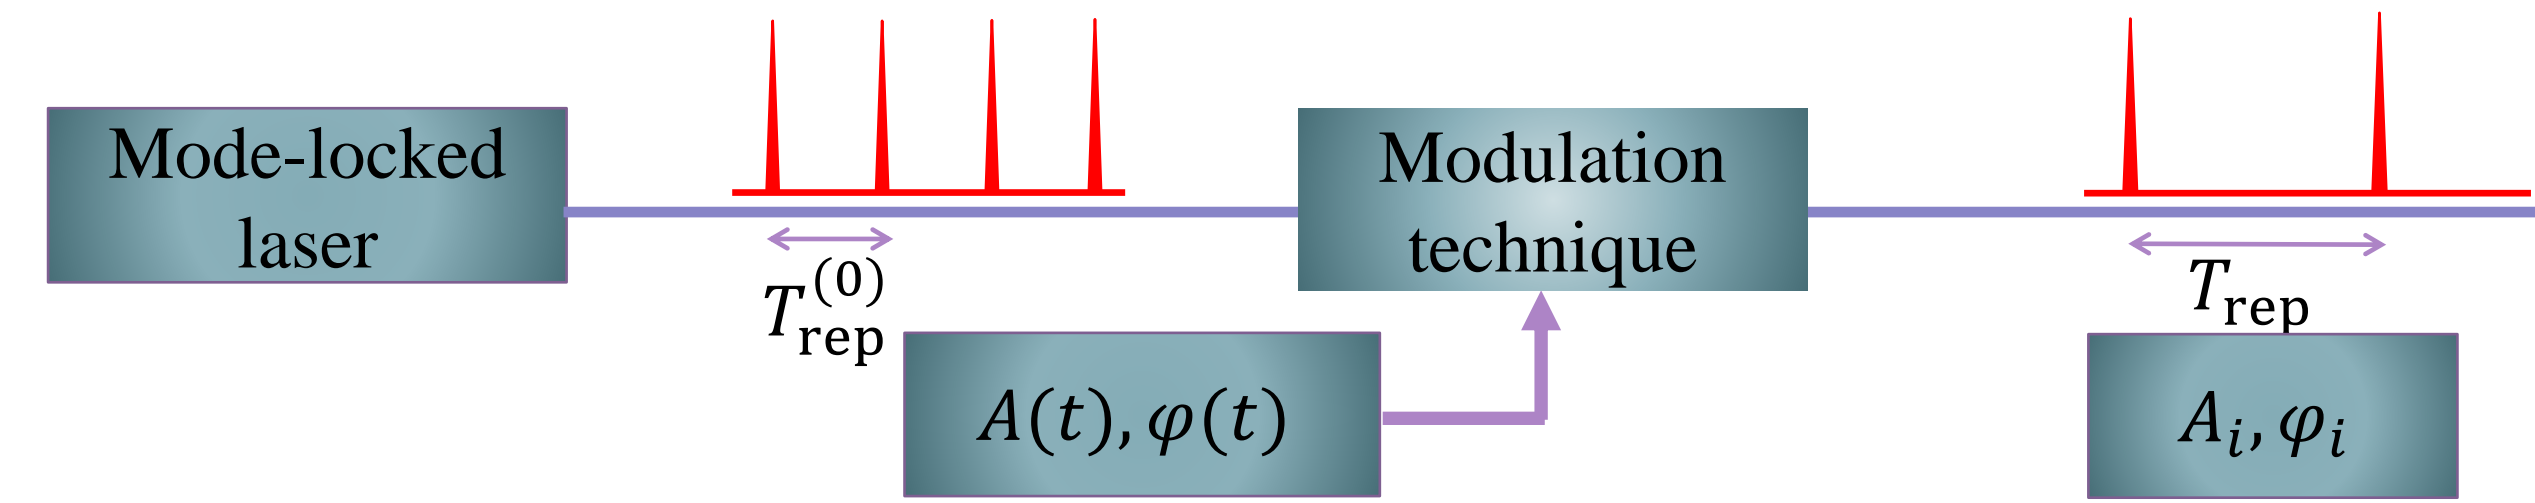 Mode-locked
laser
T_rep^(0)
A(t), φ(t)
Modulation
technique
T_rep
A_i, φ_i